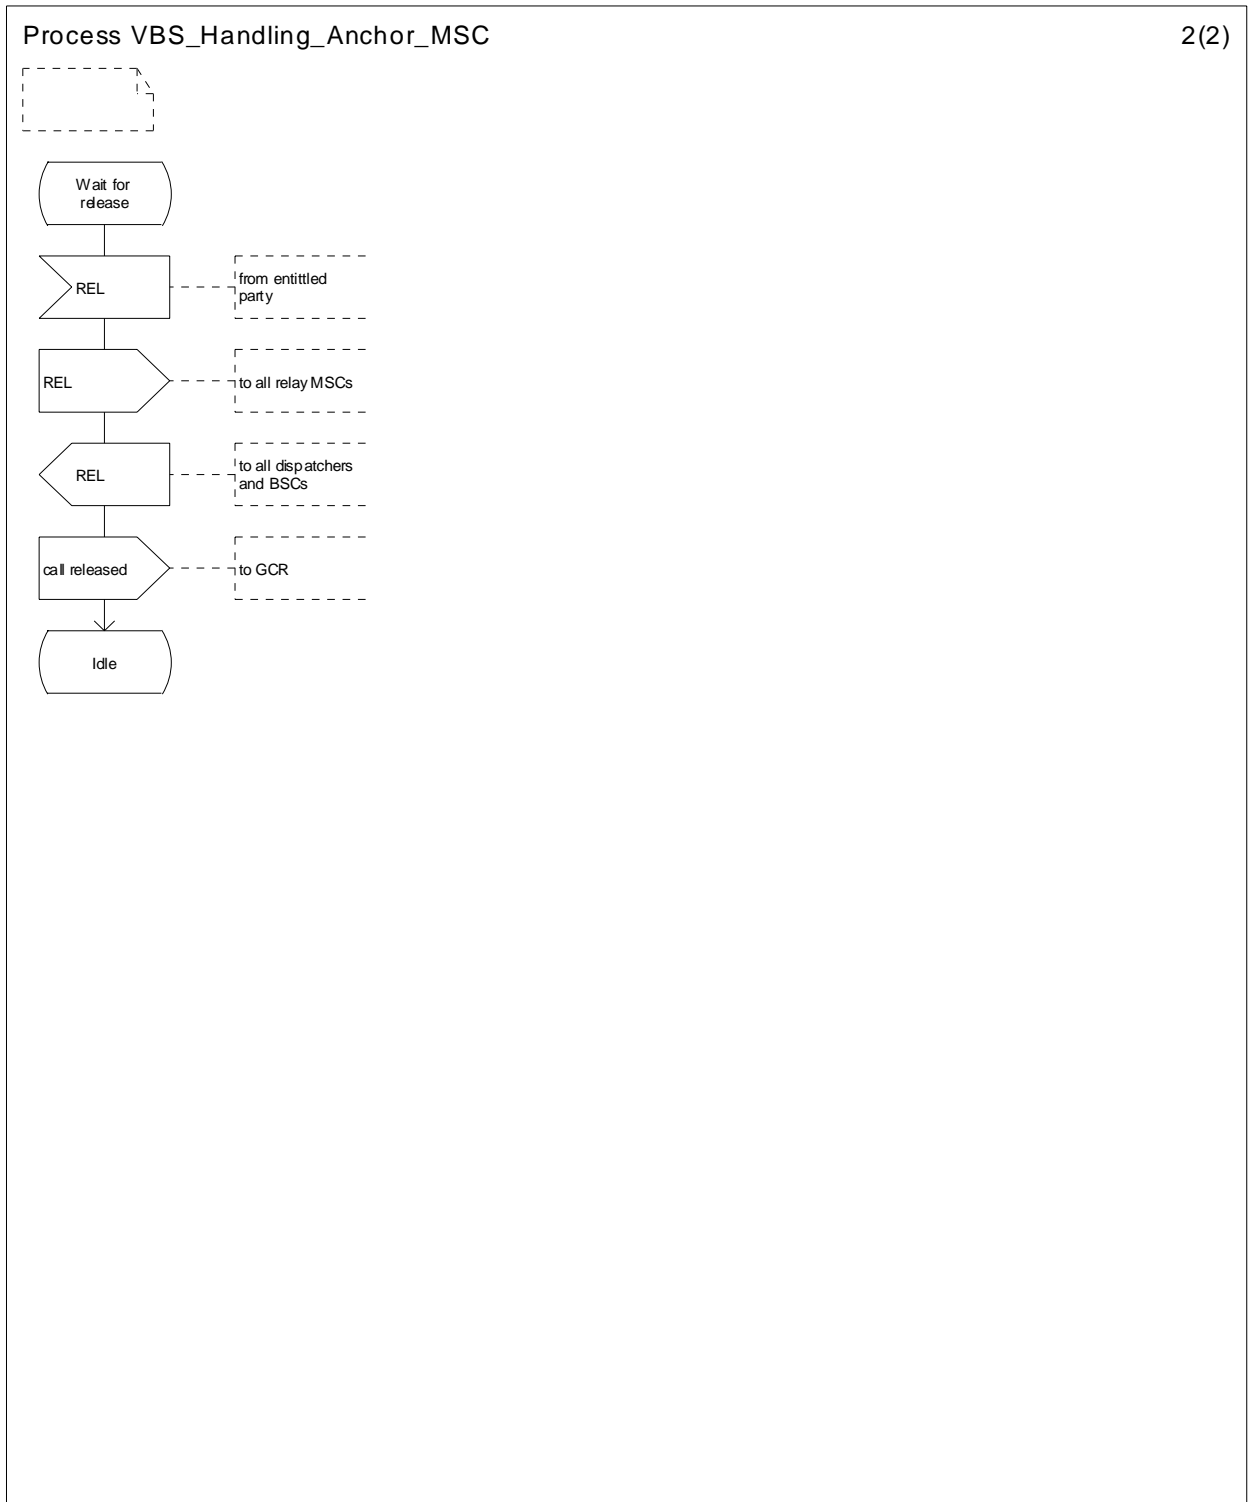 Process VBS_Handling_Anchor_MSC
2(2)
Wait for
release
REL
from entittled
party
REL
to all relay MSCs
REL
to all dispatchers
and BSCs
call released
to GCR
Idle